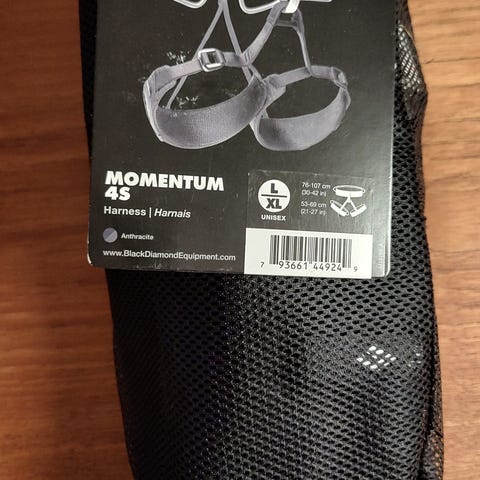 MOMENTUM
4S
Harness | Harnais
Anthracite
www.BlackDiamondEquipment.com
L
XL
UNISEX
76-107 cm
(30-42 in)
53-69 cm
(21-27 in)
7 93661 44924 9